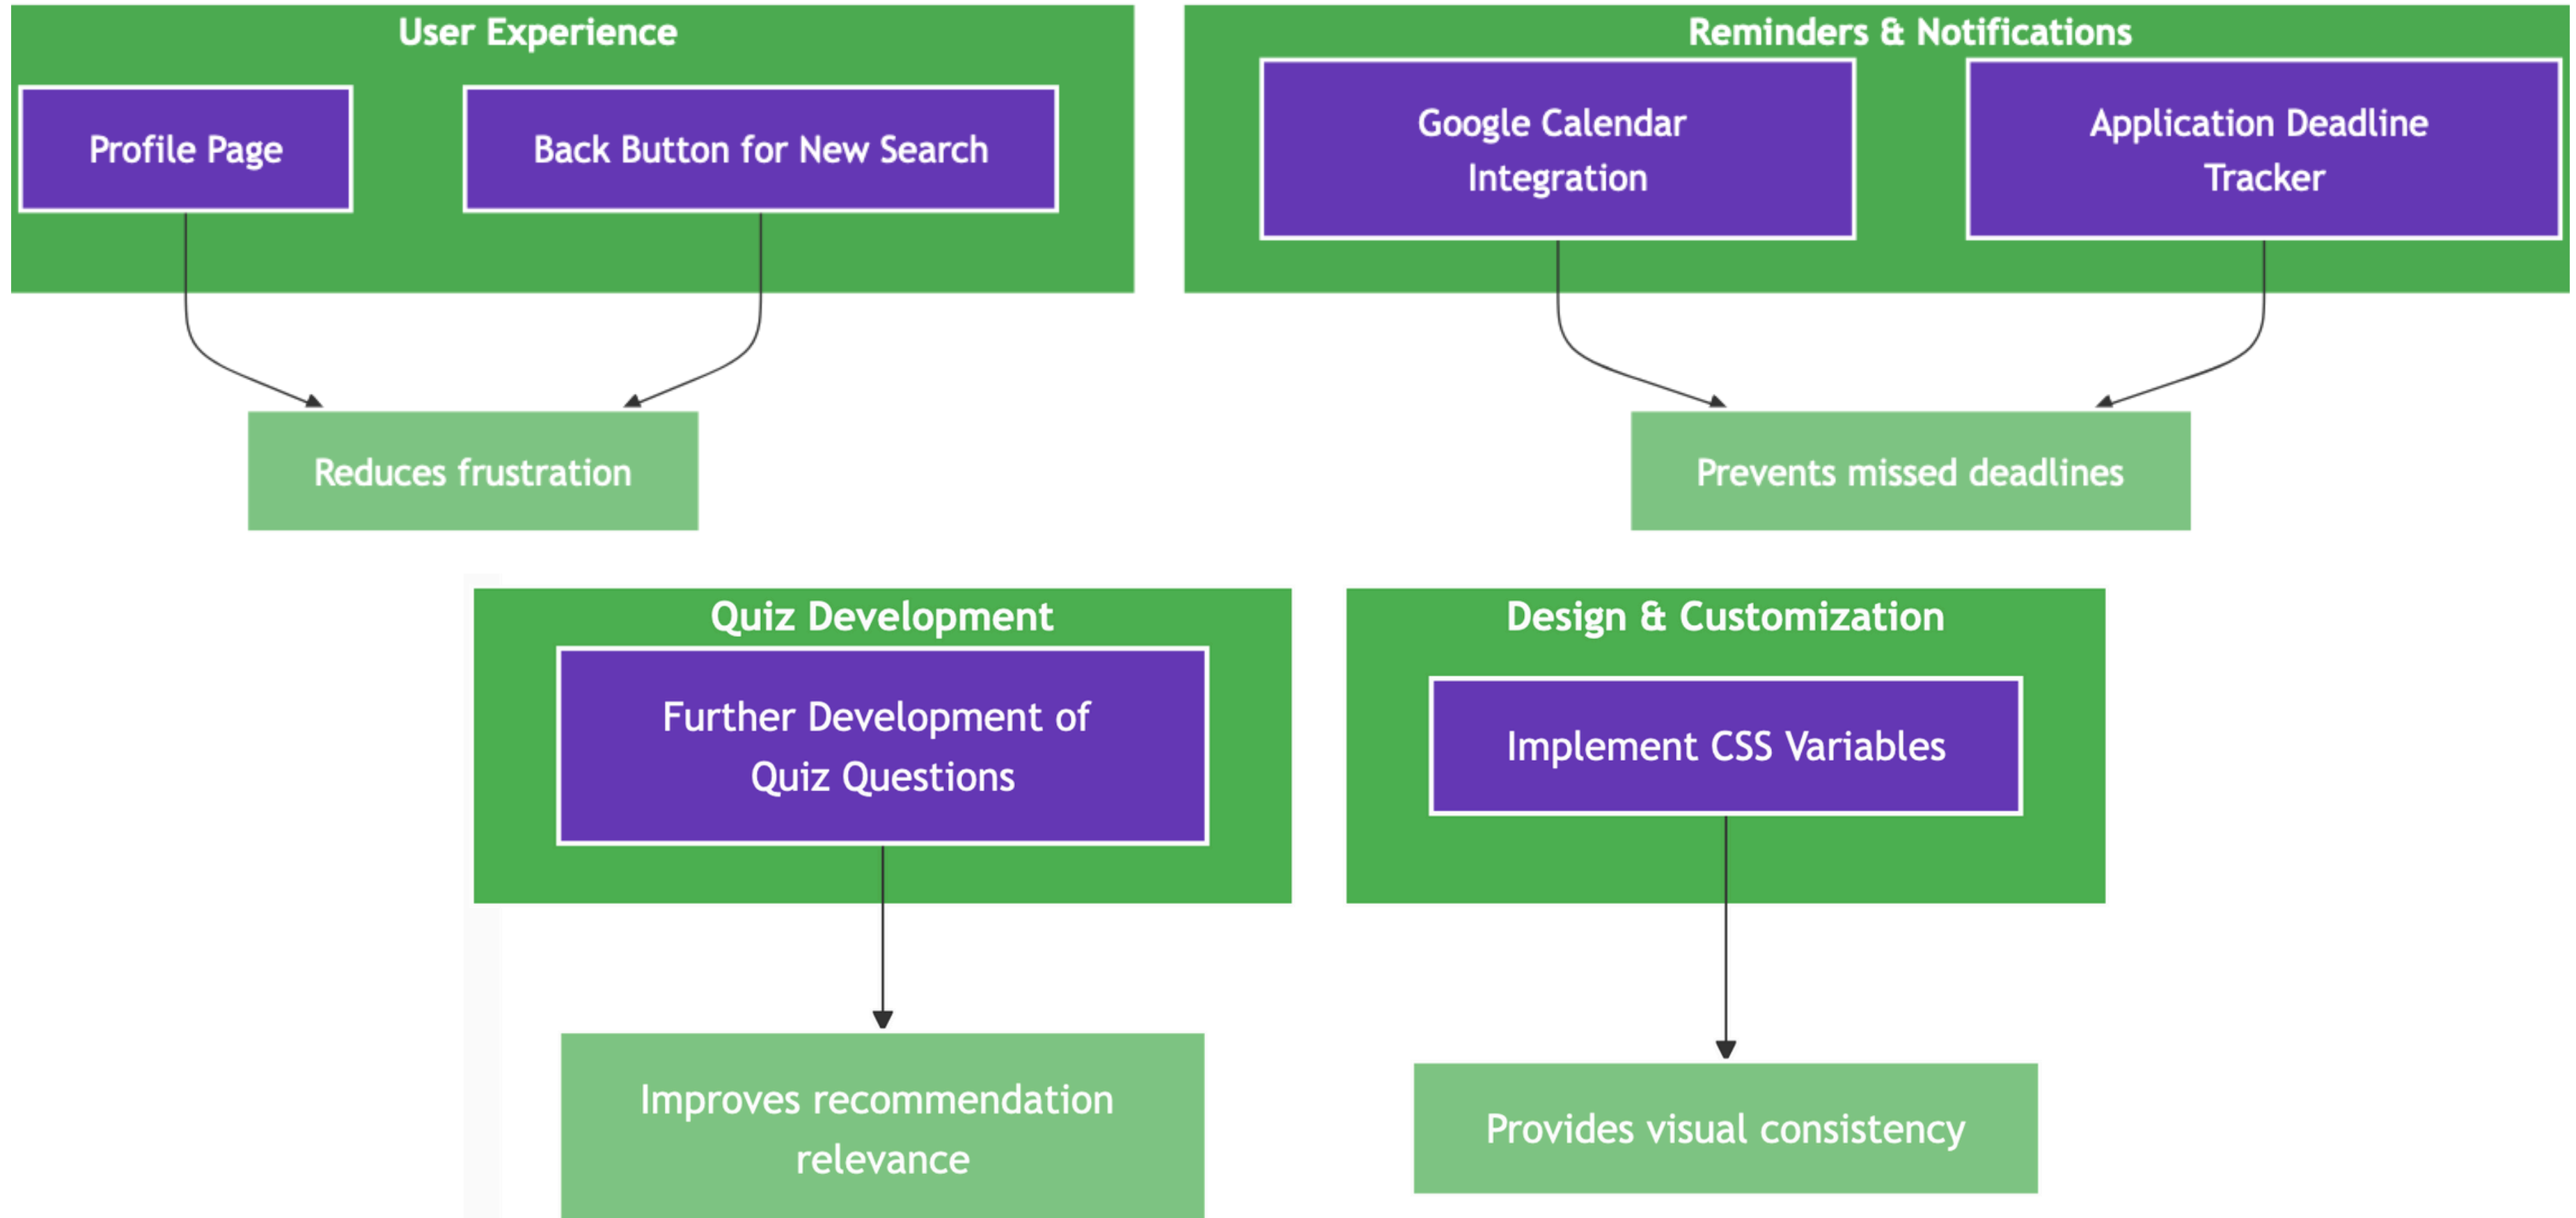 User Experience
Profile Page
Back Button for New Search
Reduces frustration
Reminders & Notifications
Google Calendar
Integration
Application Deadline
Tracker
Prevents missed deadlines
Quiz Development
Further Development of
Quiz Questions
Improves recommendation
relevance
Design & Customization
Implement CSS Variables
Provides visual consistency